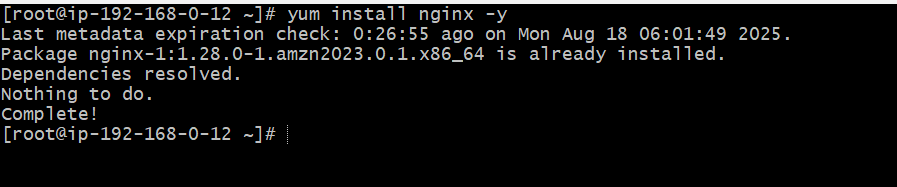 [root@ip-192-168-0-12 ~]# yum install nginx -y
Last metadata expiration check: 0:26:55 ago on Mon Aug 18 06:01:49 2025.
Package nginx-1:1.28.0-1.amzn2023.0.1.x86_64 is already installed.
Dependencies resolved.
Nothing to do.
Complete!
[root@ip-192-168-0-12 ~]#